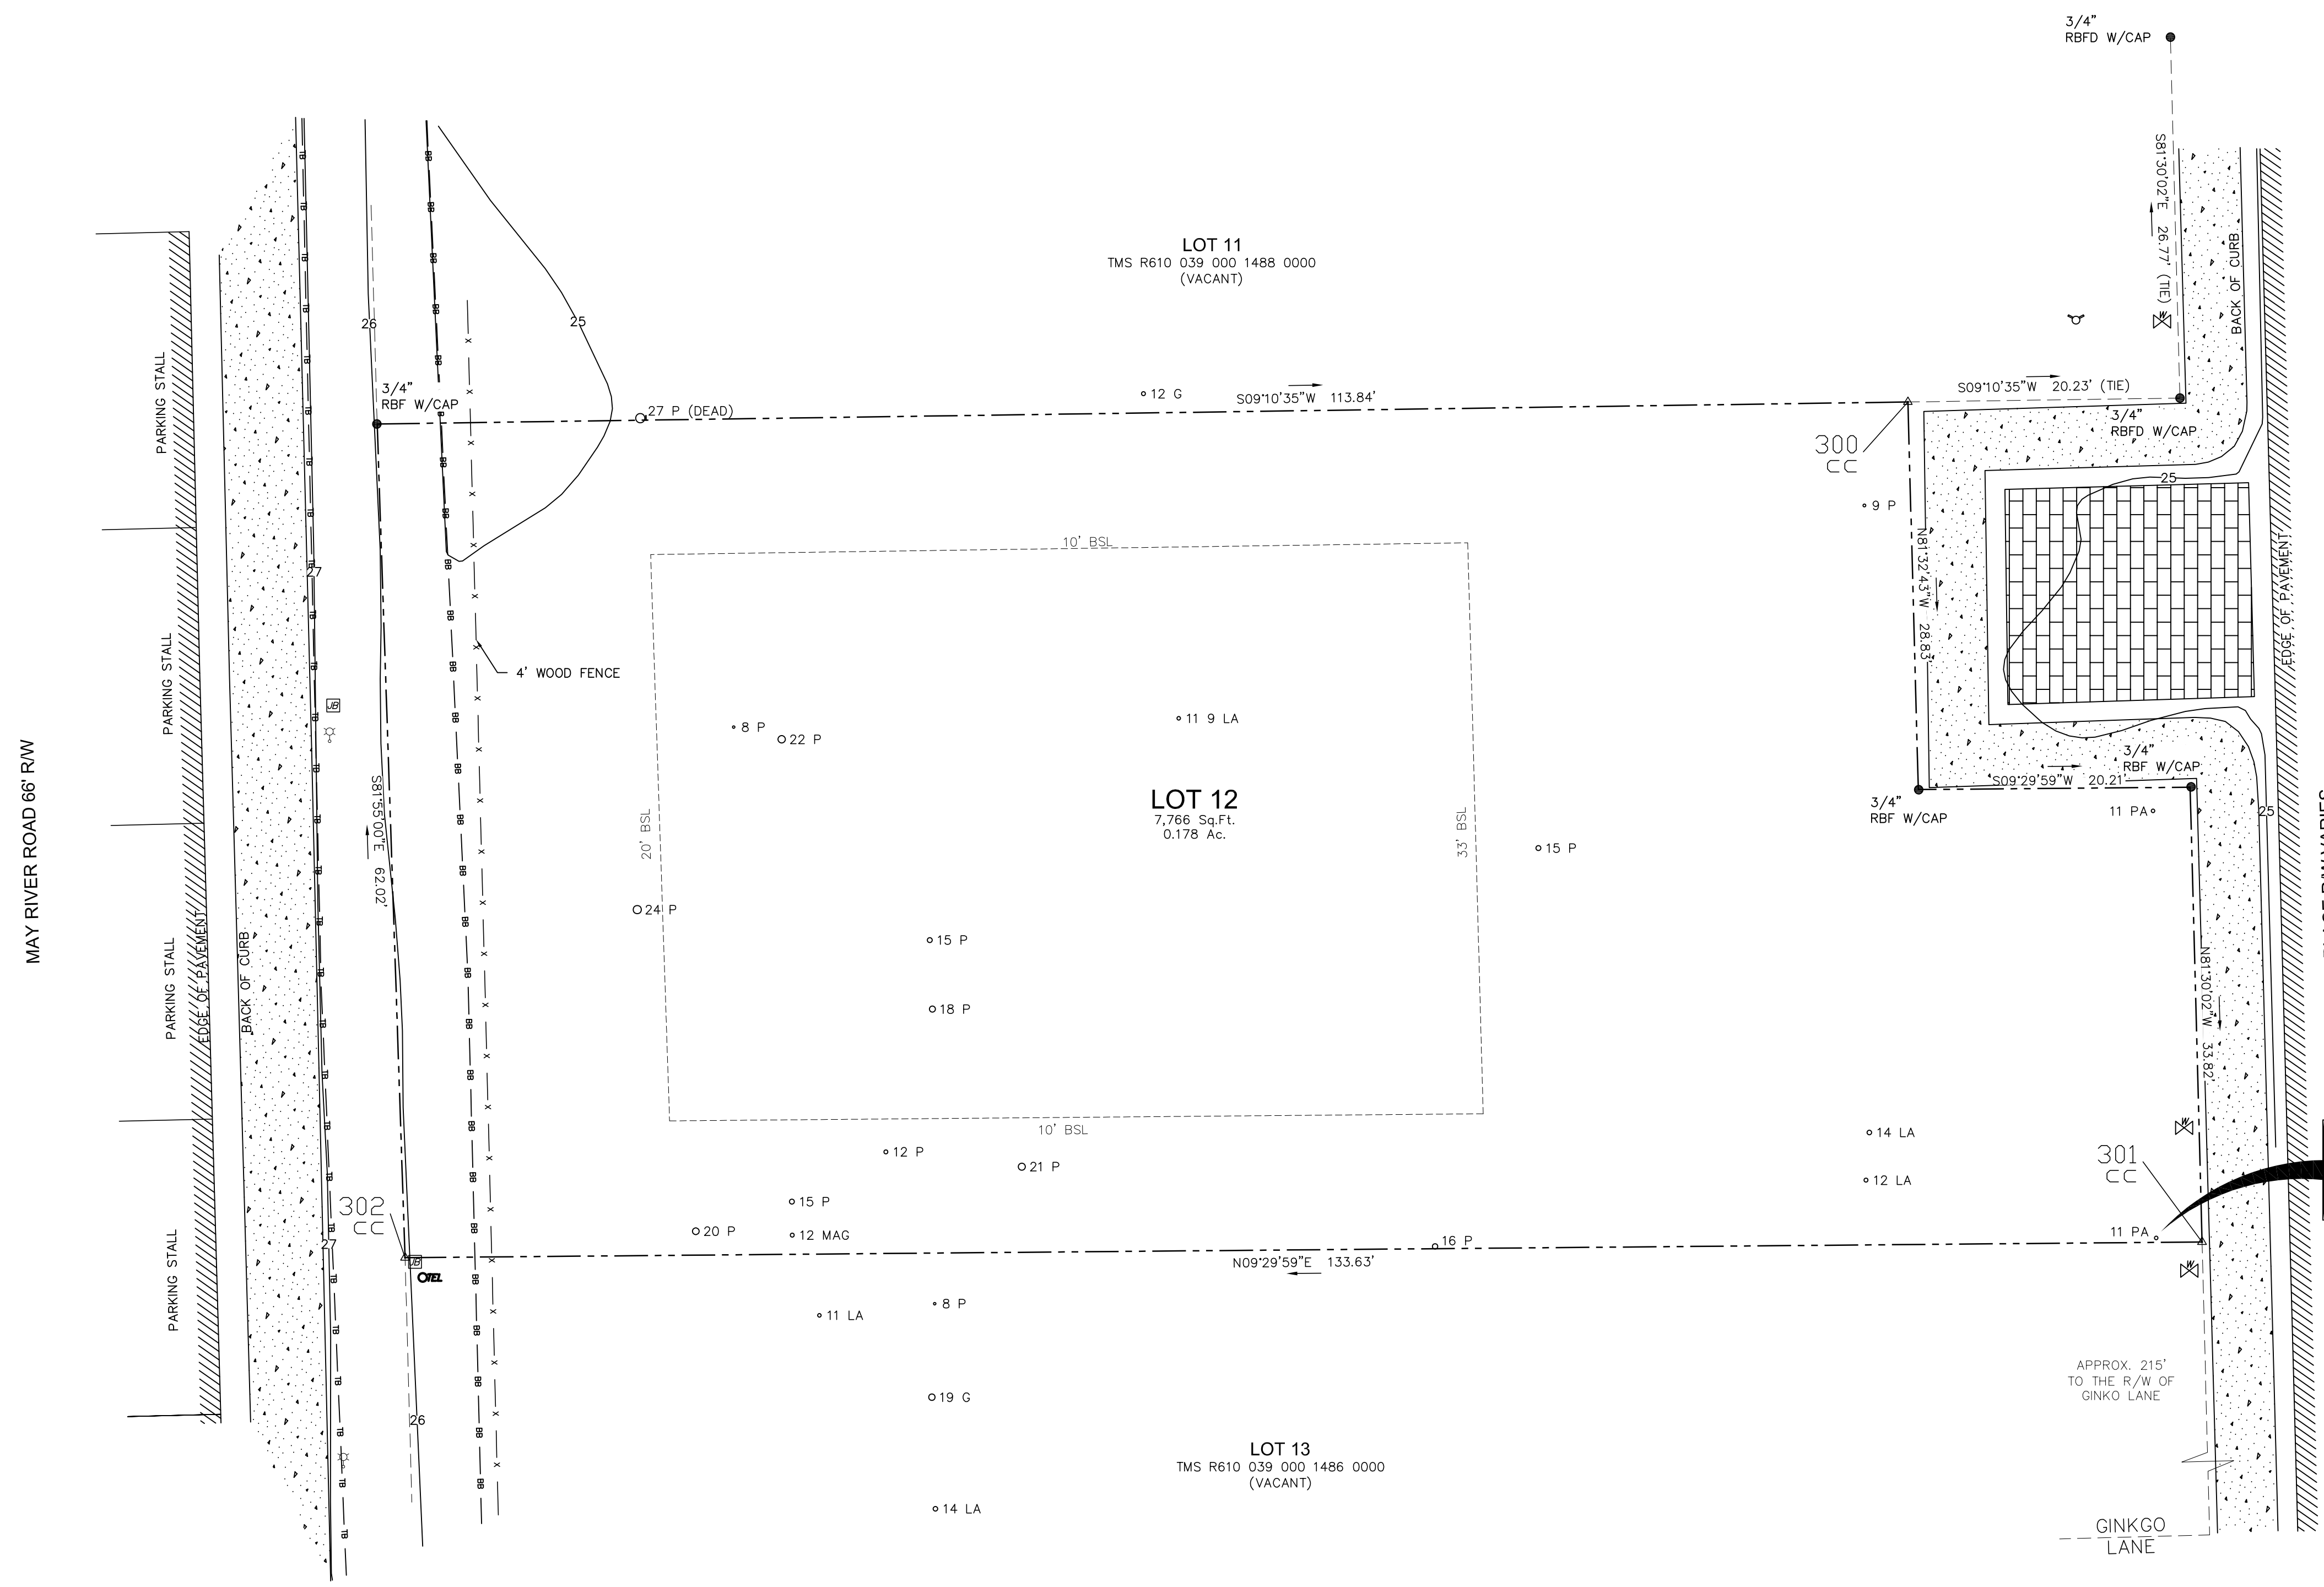 3/4"
RBFD W/CAP
S81°30'02"E 26.77' (TIE)
BACK OF CURB
LOT 11
TMS R610 039 000 1488 0000
(VACANT)
26
25
PARKING STALL
3/4"
RBF W/CAP
27 P (DEAD)
12 G
S09°10'35"W 113.84'
S09°10'35"W 20.23' (TIE)
3/4"
RBFD W/CAP
300
CC
25
9 P
N81°32'43"W 28.83'
EDGE OF PAVEMENT
10' BSL
27
PARKING STALL
4' WOOD FENCE
JB
8 P
22 P
11 9 LA
LOT 12
7,766 Sq.Ft.
0.178 Ac.
20' BSL
33' BSL
15 P
3/4"
RBF W/CAP
S09°29'59"W 20.21'
3/4"
RBF W/CAP
11 PA
25
MAY RIVER ROAD 66' R/W
S81°55'00"E 62.02'
24 P
15 P
18 P
PARKING STALL
EDGE OF PAVEMENT
BACK OF CURB
N81°30'02"W 33.82'
10' BSL
12 P
21 P
14 LA
12 LA
301
CC
302
CC
15 P
20 P
12 MAG
16 P
11 PA
27
JB
TEL
N09°29'59"E 133.63'
PARKING STALL
8 P
11 LA
19 G
26
APPROX. 215'
TO THE R/W OF
GINKO LANE
LOT 13
TMS R610 039 000 1486 0000
(VACANT)
14 LA
GINKGO
LANE